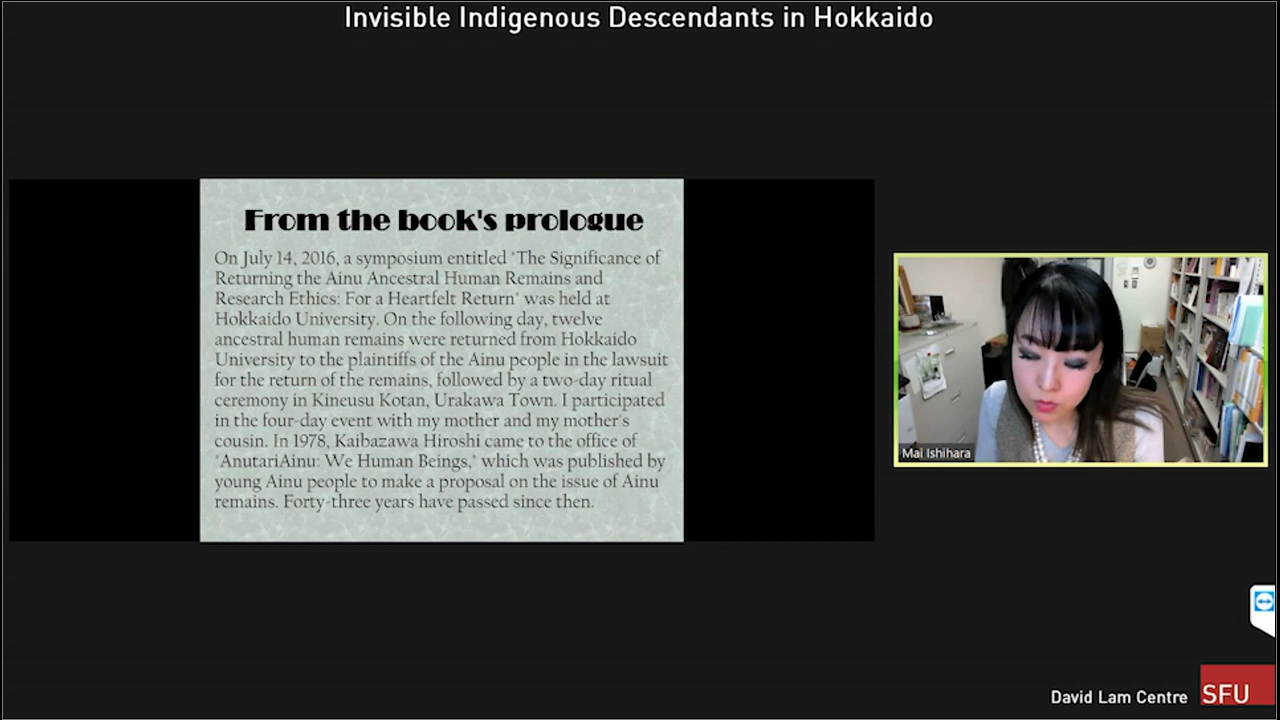 Invisible Indigenous Descendants in Hokkaido
From the book's prologue
On July 14, 2016, a symposium entitled "The Significance of
Returning the Ainu Ancestral Human Remains and
Research Ethics: For a Heartfelt Return" was held at
Hokkaido University. On the following day, twelve
ancestral human remains were returned from Hokkaido
University to the plaintiffs of the Ainu people in the lawsuit
for the return of the remains, followed by a two-day ritual
ceremony in Kineusu Kotan, Urakawa Town. I participated
in the four-day event with my mother and my mother's
cousin. In 1978, Kaibazawa Hiroshi came to the office of
"AnutariAinu: We Human Beings," which was published by
young Ainu people to make a proposal on the issue of Ainu
remains. Forty-three years have passed since then.
Mai Ishihara
David Lam Centre
SFU